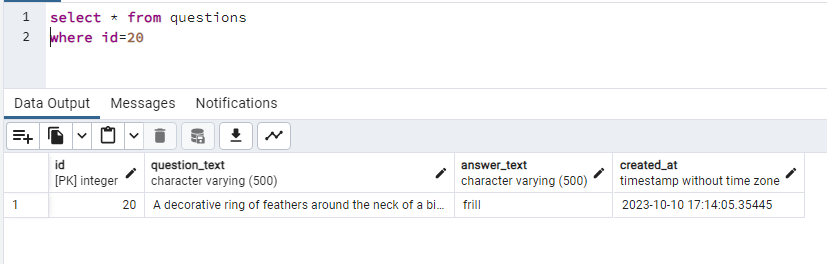 1 select * from questions
2 where id=20
Data Output Messages Notifications
id question_text answer_text created_at
[PK] integer character varying (500) character varying (500) timestamp without time zone
1 20 A decorative ring of feathers around the neck of a bi... frill 2023-10-10 17:14:05.35445